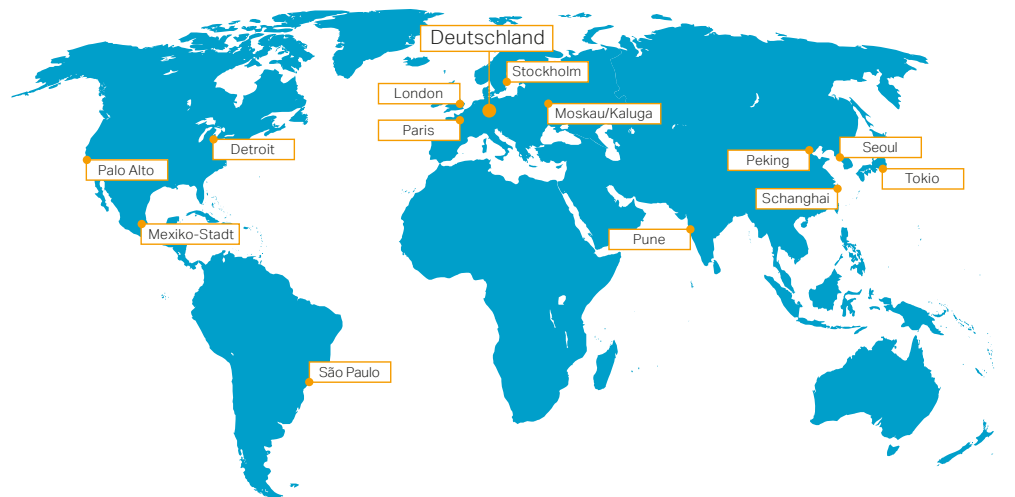 Deutschland
Stockholm
London
Moskau/Kaluga
Paris
Detroit
Seoul
Peking
Palo Alto
Tokio
Schanghai
Mexiko-Stadt
Pune
São Paulo